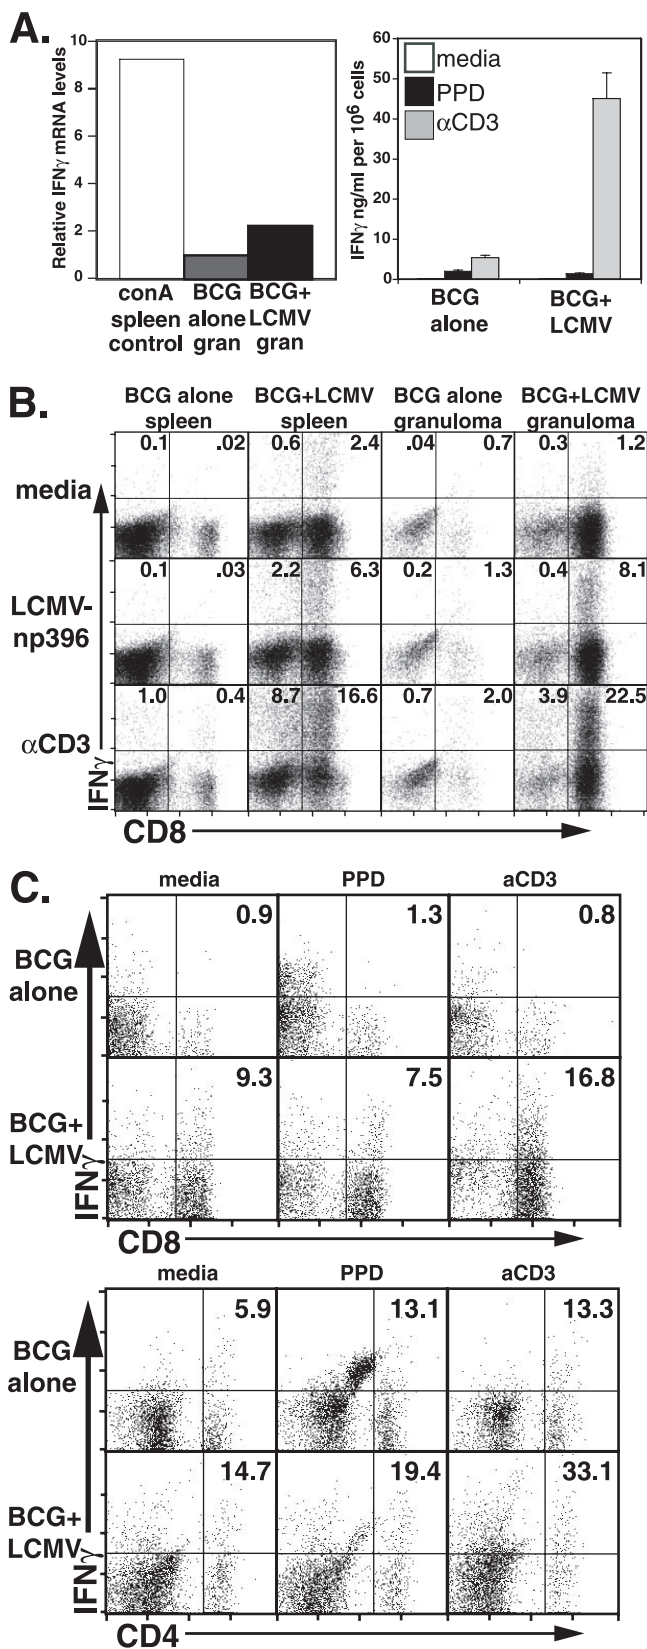 A.
10
8
6
4
2
0
Relative IFNγ mRNA levels
conA spleen control
BCG alone gran
BCG+ LCMV gran
60
50
40
30
20
10
0
IFNγ ng/ml per 10⁶ cells
media
PPD
αCD3
BCG alone
BCG+ LCMV
B.
BCG alone spleen
BCG+LCMV spleen
BCG alone granuloma
BCG+LCMV granuloma
media
0.1 .02 0.6 2.4 .04 0.7 0.3 1.2
LCMV-
np396
0.1 .03 2.2 6.3 0.2 1.3 0.4 8.1
αCD3
1.0 0.4 8.7 16.6 0.7 2.0 3.9 22.5
IFNγ
CD8
C.
media PPD aCD3
BCG
alone
0.9 1.3 0.8
BCG+
LCMV
9.3 7.5 16.8
IFNγ
CD8
media PPD aCD3
BCG
alone
5.9 13.1 13.3
BCG+
LCMV
14.7 19.4 33.1
IFNγ
CD4